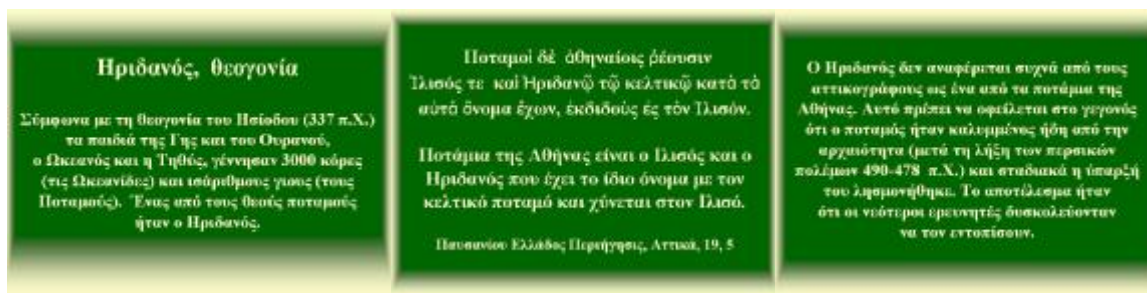 Ηριδανός, θεογονία
Σύμφωνα με τη θεογονία του Ησίοδου (337 π.Χ.)
τα παιδιά της Γης και του Ουρανού,
ο Ωκεανός και η Τηθύς, γέννησαν 3000 κόρες
(τις Ωκεανίδες) και ισάριθμους γιους (τους
Ποταμούς). Ένας από τους θεούς ποταμούς
ήταν ο Ηριδανός.
Ποταμοὶ δὲ ἀθηναίοις ῥέουσιν
Ἰλισός τε καὶ Ηριδανῷ τῷ κελτικῷ κατὰ τὰ
αὐτὰ ὄνομα ἔχων, ἐκδιδοὺς ἐς τὸν Ἰλισόν.
Ποτάμια της Αθήνας είναι ο Ιλισός και ο
Ηριδανός που έχει το ίδιο όνομα με τον
κελτικό ποταμό και χύνεται στον Ιλισό.
Παυσανίου Ελλάδος Περιήγησις, Αττικά, 19, 5
Ο Ηριδανός δεν αναφέρεται συχνά από τους
αττικογράφους ως ένα από τα ποτάμια της
Αθήνας. Αυτό πρέπει να οφείλεται στο γεγονός
ότι ο ποταμός ήταν καλυμμένος ήδη από την
αρχαιότητα (μετά τη λήξη των περσικών
πολέμων 490-478 π.Χ.) και σταδιακά η ύπαρξή
του λησμονήθηκε. Το αποτέλεσμα ήταν
ότι οι νεότεροι ερευνητές δυσκολεύονταν
να τον εντοπίσουν.